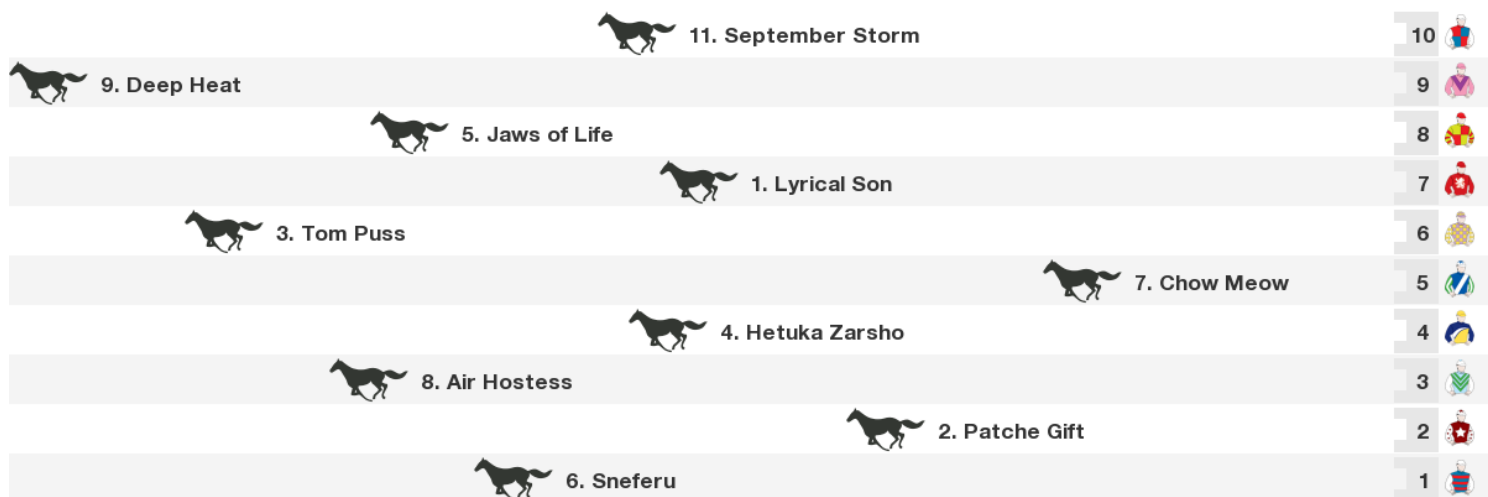 11. September Storm 10
9. Deep Heat 9
5. Jaws of Life 8
1. Lyrical Son 7
3. Tom Puss 6
7. Chow Meow 5
4. Hetuka Zarsho 4
8. Air Hostess 3
2. Patche Gift 2
6. Sneferu 1